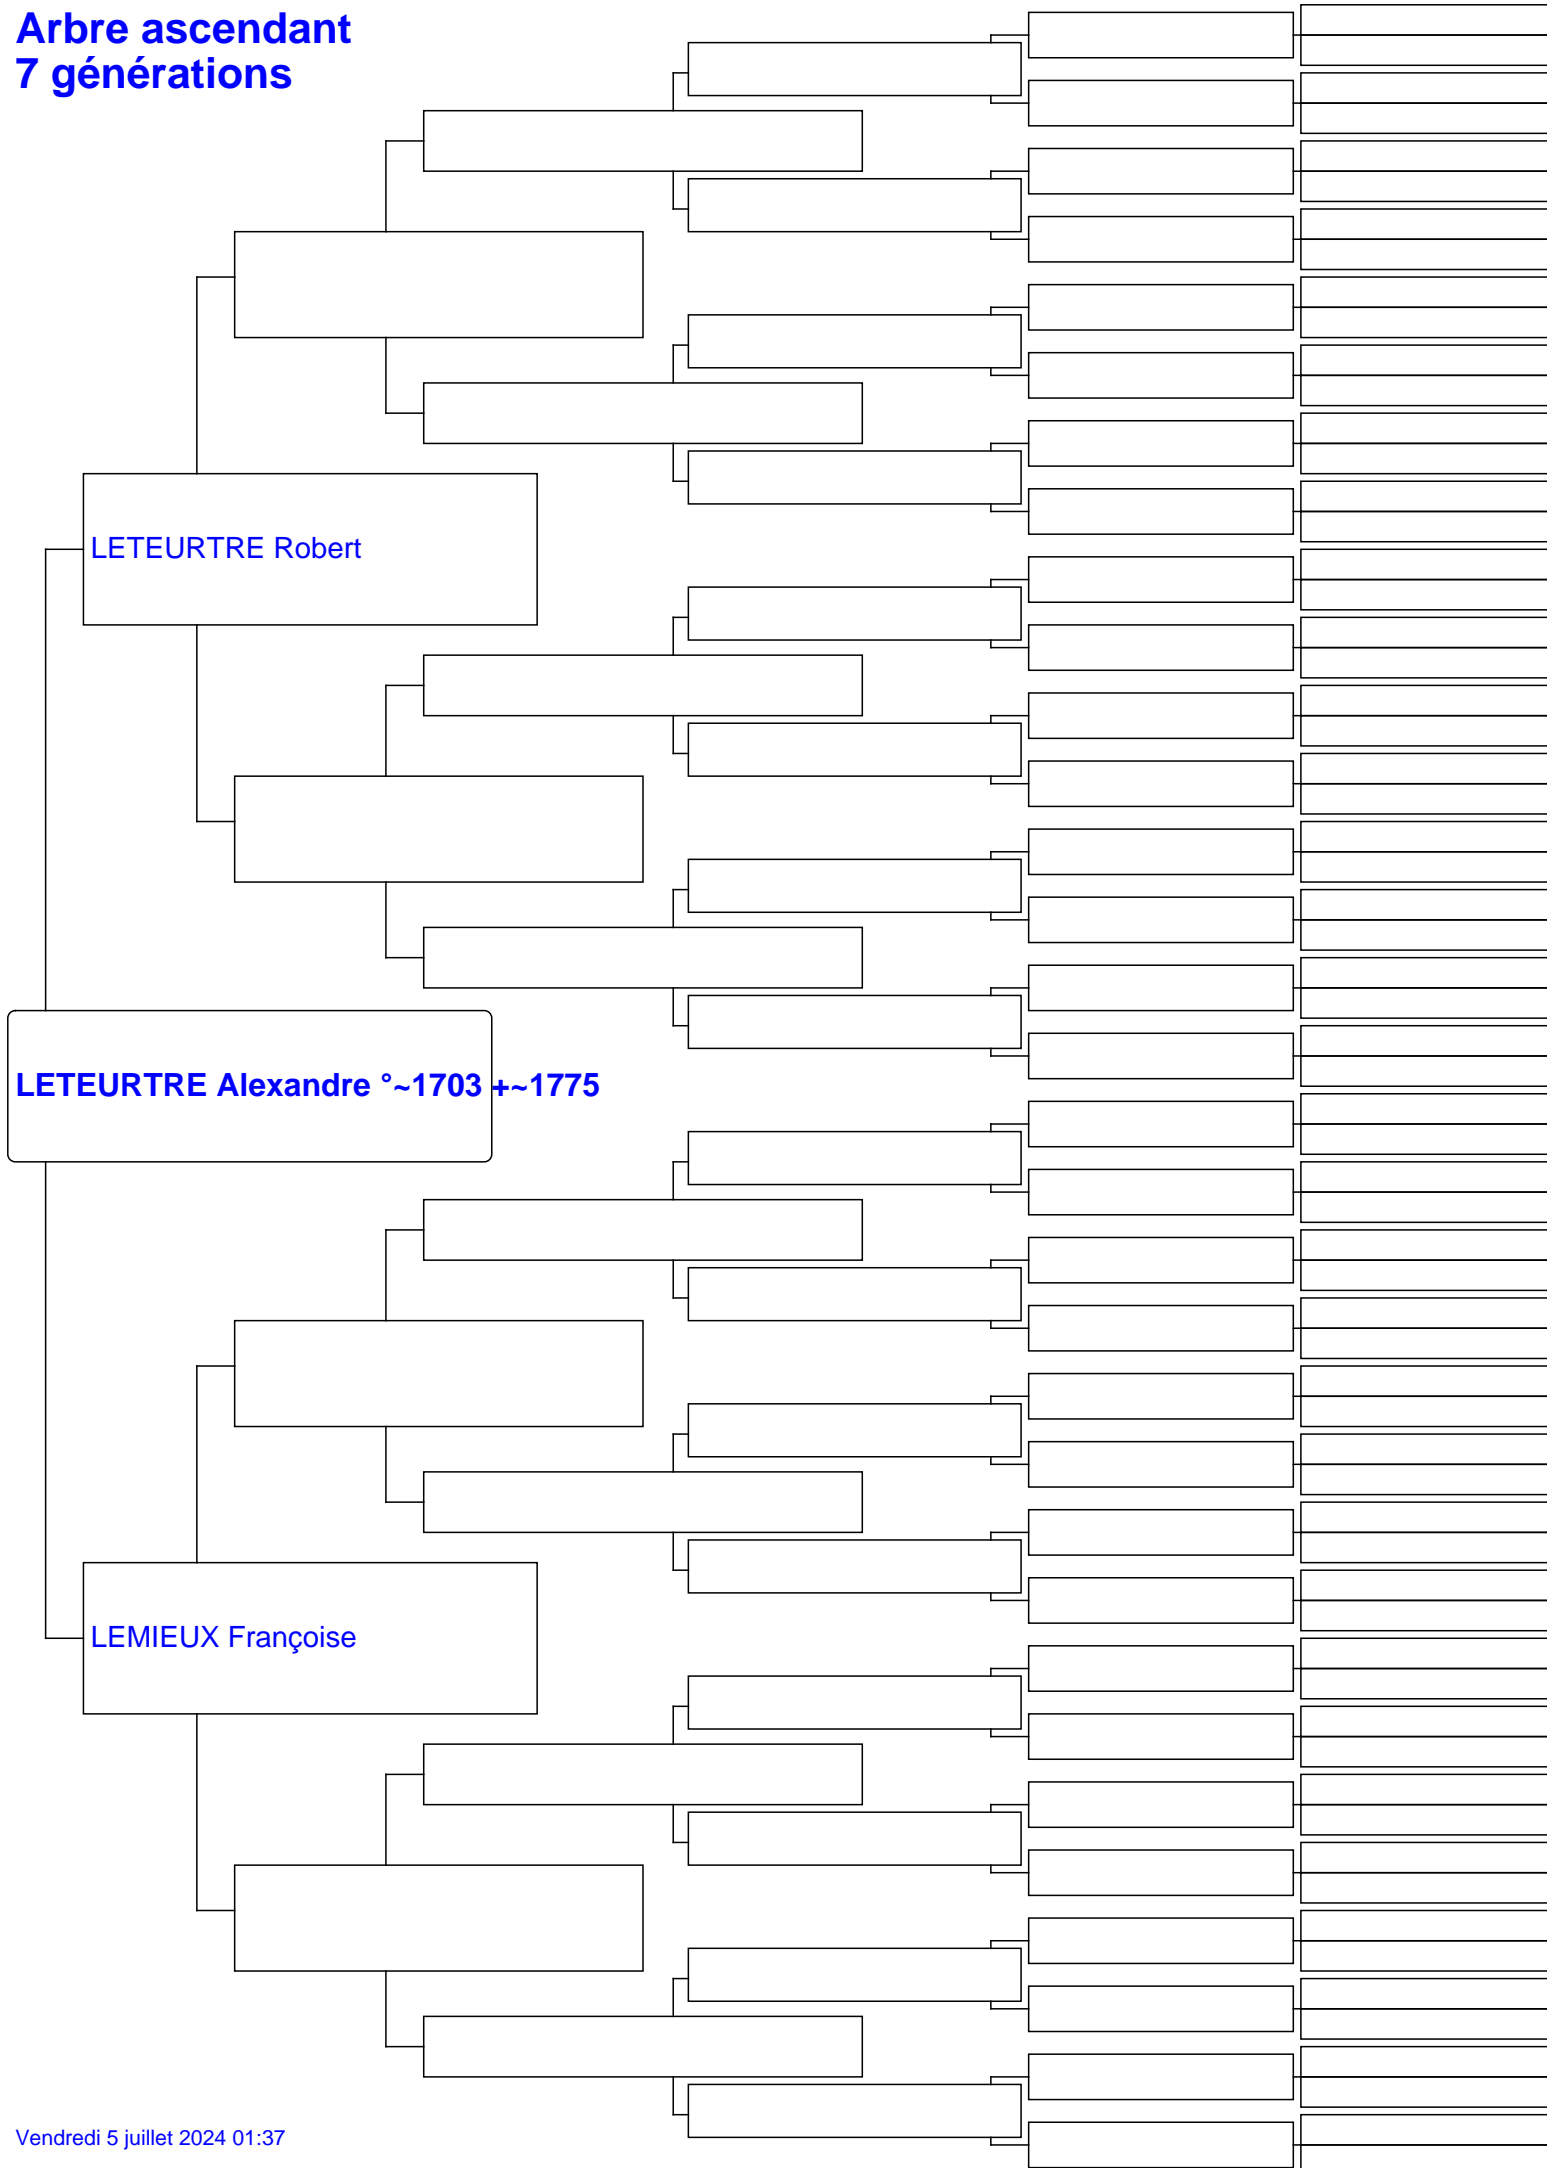 Arbre ascendant
7 générations
LETEURTRE Robert
LETEURTRE Alexandre °~1703 +~1775
LEMIEUX Françoise
Vendredi 5 juillet 2024 01:37